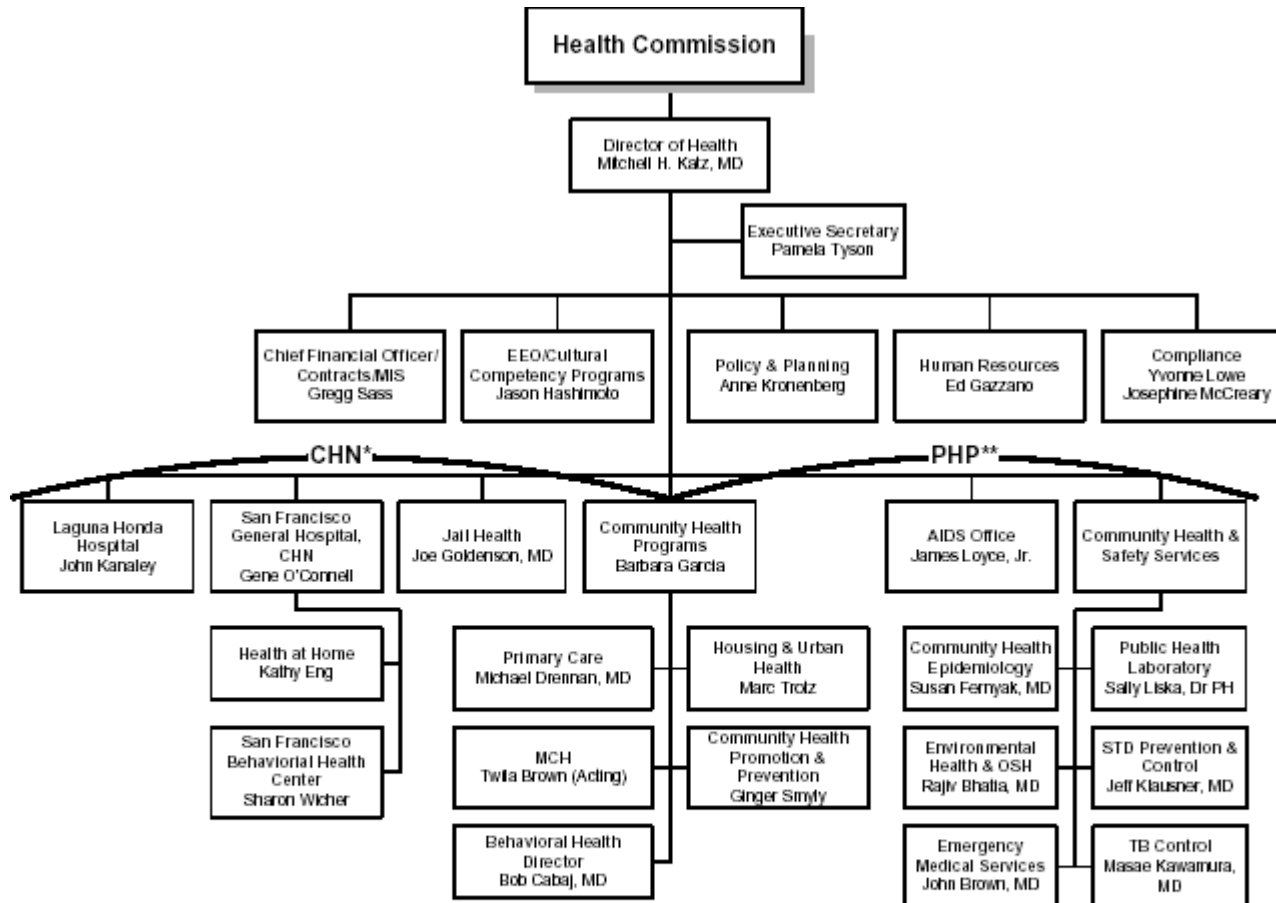 Health Commission
Director of Health
Mitchell H. Katz, MD
Executive Secretary
Pamela Tyson
Chief Financial Officer/
Contracts/MIS
Gregg Sass
EEO/Cultural
Competency Programs
Jason Hashimoto
Policy & Planning
Anne Kronenberg
Human Resources
Ed Gazzano
Compliance
Yvonne Lowe
Josephine McCreary
CHN*
PHP**
Laguna Honda
Hospital
John Kanaley
San Francisco
General Hospital,
CHN
Gene O'Connell
Jail Health
Joe Goldenson, MD
Community Health
Programs
Barbara Garcia
AIDS Office
James Loyce, Jr.
Community Health &
Safety Services
Health at Home
Kathy Eng
San Francisco
Behaviorial Health
Center
Sharon Wicher
Primary Care
Michael Drennan, MD
Housing & Urban
Health
Marc Trotz
MCH
Twila Brown (Acting)
Community Health
Promotion &
Prevention
Ginger Smyly
Behavioral Health
Director
Bob Cabaj, MD
Community Health
Epidemiology
Susan Fernyak, MD
Public Health
Laboratory
Sally Liska, Dr PH
Environmental
Health & OSH
Rajiv Bhatia, MD
STD Prevention &
Control
Jeff Klausner, MD
Emergency
Medical Services
John Brown, MD
TB Control
Masae Kawamura,
MD